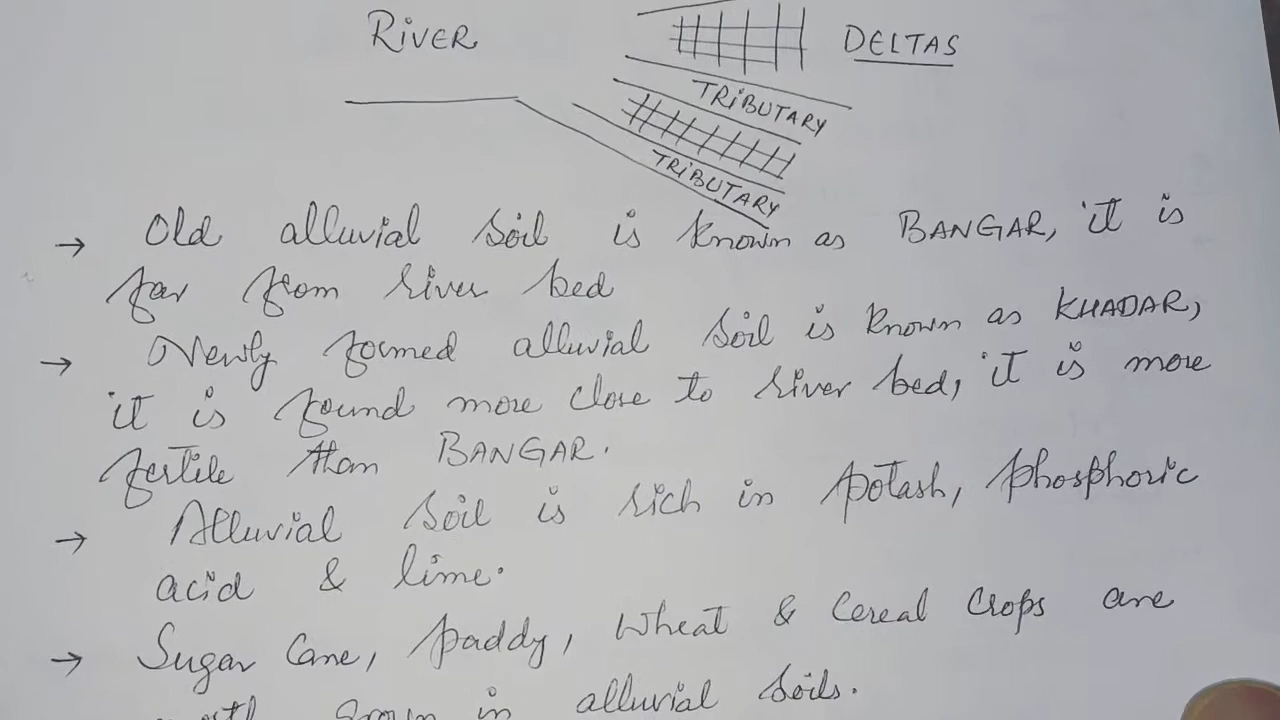 RIVER
DELTAS
TRIBUTARY
TRIBUTARY
→ Old alluvial soil is known as BANGAR, it is
far from river bed
→ Newly formed alluvial soil is known as KHADAR,
it is found more close to river bed, it is more
fertile than BANGAR.
→ Alluvial soil is rich in potash, phosphoric
acid & lime.
→ Sugar Cane, paddy, wheat & cereal crops are
grown in alluvial soils.